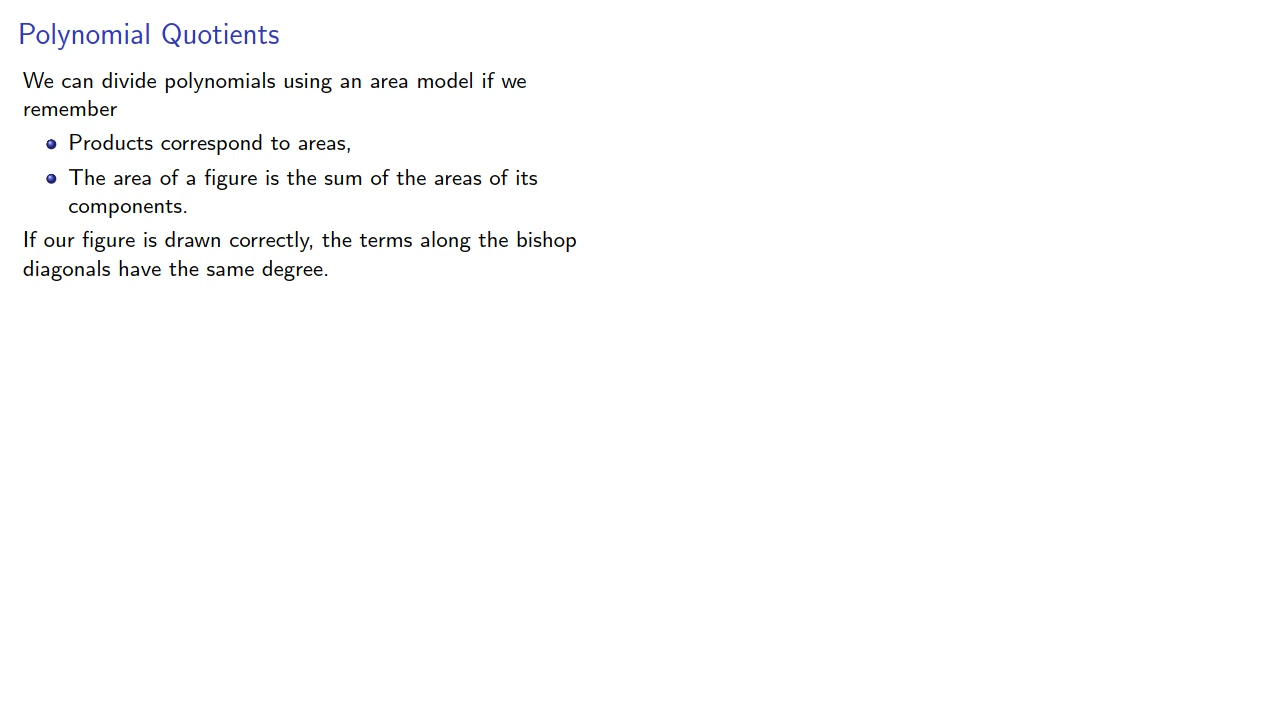 Polynomial Quotients
We can divide polynomials using an area model if we
remember
Products correspond to areas,
The area of a figure is the sum of the areas of its
components.
If our figure is drawn correctly, the terms along the bishop
diagonals have the same degree.